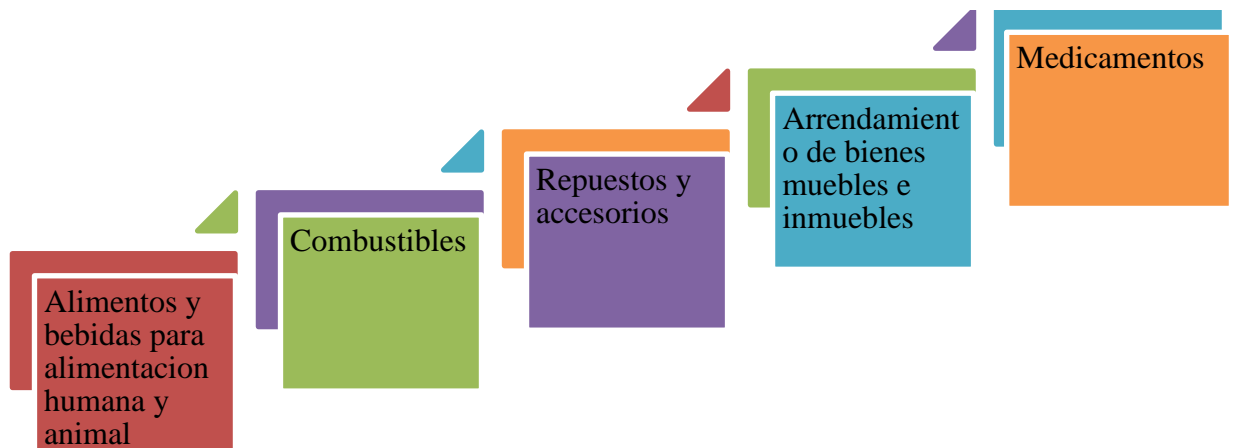 Alimentos y
bebidas para
alimentacion
humana y
animal
Combustibles
Repuestos y
accesorios
Arrendamient
o de bienes
muebles e
inmuebles
Medicamentos